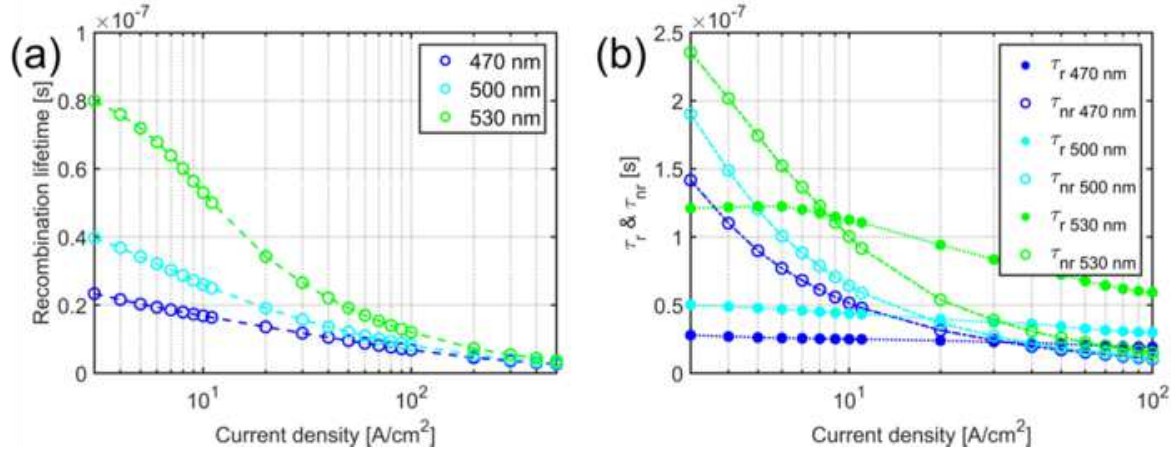 (a)
×10⁻⁷
1
0.8
0.6
0.4
0.2
0
Recombination lifetime [s]
10¹
10²
Current density [A/cm²]
470 nm
500 nm
530 nm
(b)
×10⁻⁷
2.5
2
1.5
1
0.5
0
τr & τnr [s]
10¹
10²
Current density [A/cm²]
τr 470 nm
τnr 470 nm
τr 500 nm
τnr 500 nm
τr 530 nm
τnr 530 nm